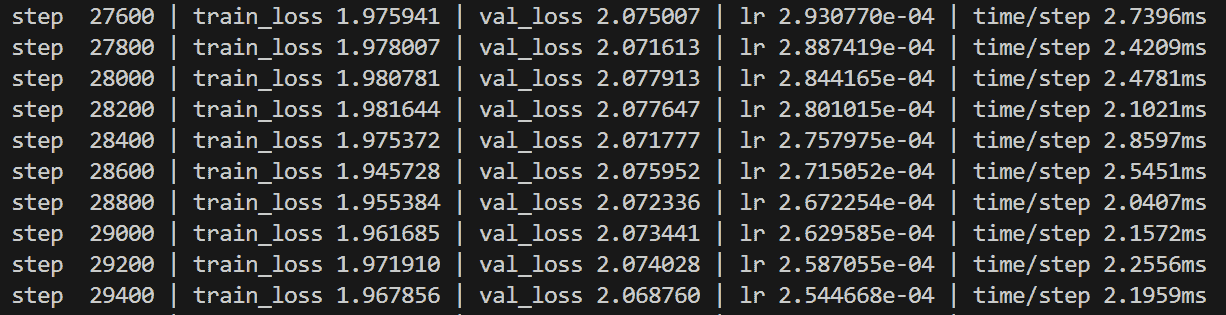 step  27600 | train_loss 1.975941 | val_loss 2.075007 | lr 2.930770e-04 | time/step 2.7396ms
step  27800 | train_loss 1.978007 | val_loss 2.071613 | lr 2.887419e-04 | time/step 2.4209ms
step  28000 | train_loss 1.980781 | val_loss 2.077913 | lr 2.844165e-04 | time/step 2.4781ms
step  28200 | train_loss 1.981644 | val_loss 2.077647 | lr 2.801015e-04 | time/step 2.1021ms
step  28400 | train_loss 1.975372 | val_loss 2.071777 | lr 2.757975e-04 | time/step 2.8597ms
step  28600 | train_loss 1.945728 | val_loss 2.075952 | lr 2.715052e-04 | time/step 2.5451ms
step  28800 | train_loss 1.955384 | val_loss 2.072336 | lr 2.672254e-04 | time/step 2.0407ms
step  29000 | train_loss 1.961685 | val_loss 2.073441 | lr 2.629585e-04 | time/step 2.1572ms
step  29200 | train_loss 1.971910 | val_loss 2.074028 | lr 2.587055e-04 | time/step 2.2556ms
step  29400 | train_loss 1.967856 | val_loss 2.068760 | lr 2.544668e-04 | time/step 2.1959ms